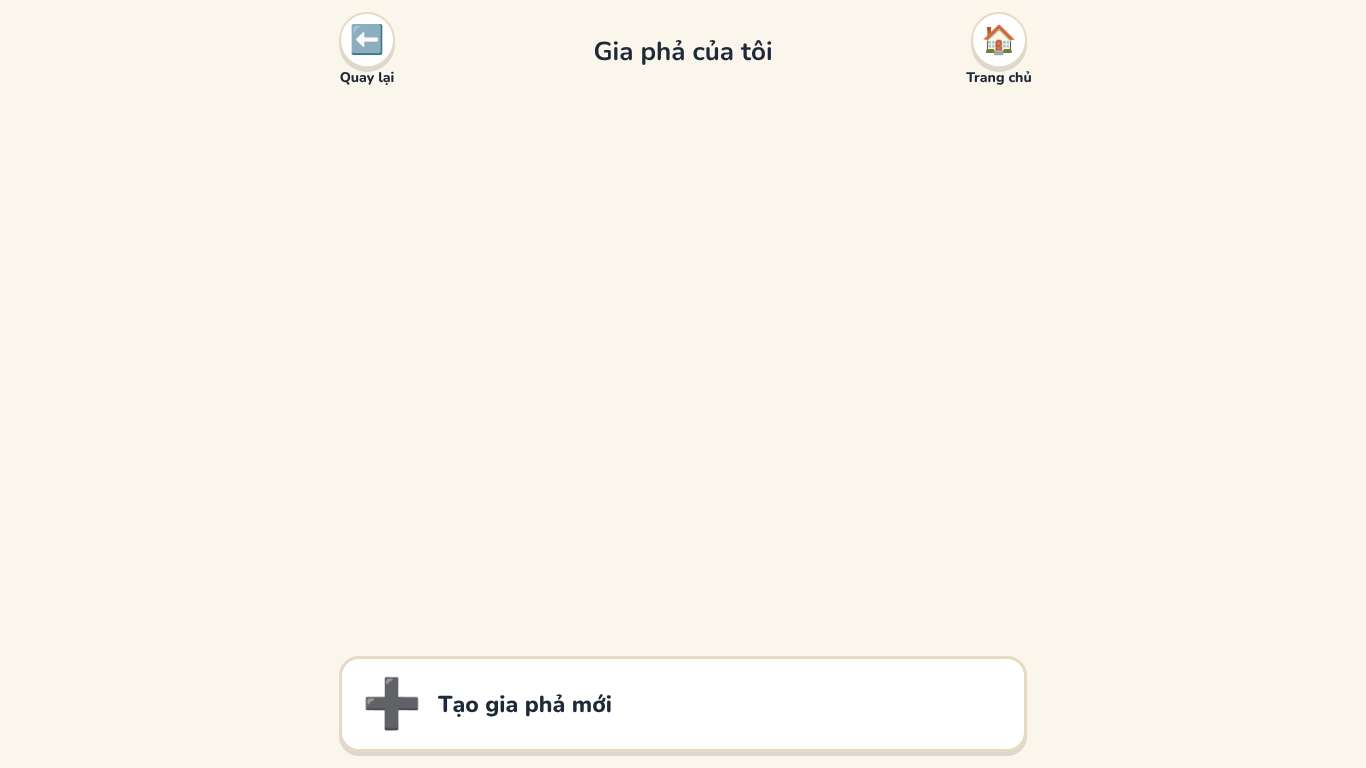 Gia phả của tôi
Quay lại
Trang chủ
Tạo gia phả mới